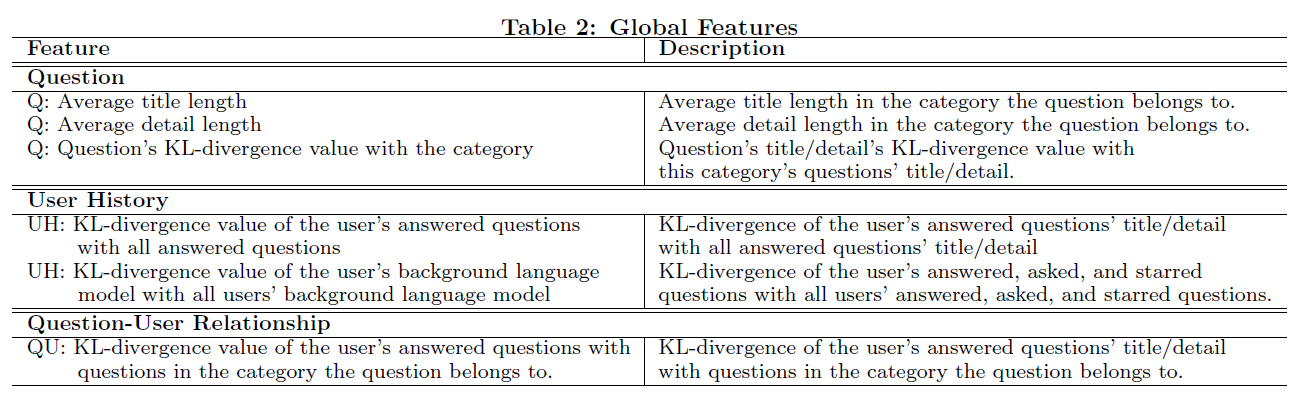 Table 2: Global Features
Feature Description
Question
Q: Average title length Average title length in the category the question belongs to.
Q: Average detail length Average detail length in the category the question belongs to.
Q: Question's KL-divergence value with the category Question's title/detail's KL-divergence value with
this category's questions' title/detail.
User History
UH: KL-divergence value of the user's answered questions KL-divergence of the user's answered questions' title/detail
with all answered questions with all answered questions' title/detail
UH: KL-divergence value of the user's background language KL-divergence of the user's answered, asked, and starred
model with all users' background language model questions with all users' answered, asked, and starred questions.
Question-User Relationship
QU: KL-divergence value of the user's answered questions with KL-divergence of the user's answered questions' title/detail
questions in the category the question belongs to. with questions in the category the question belongs to.